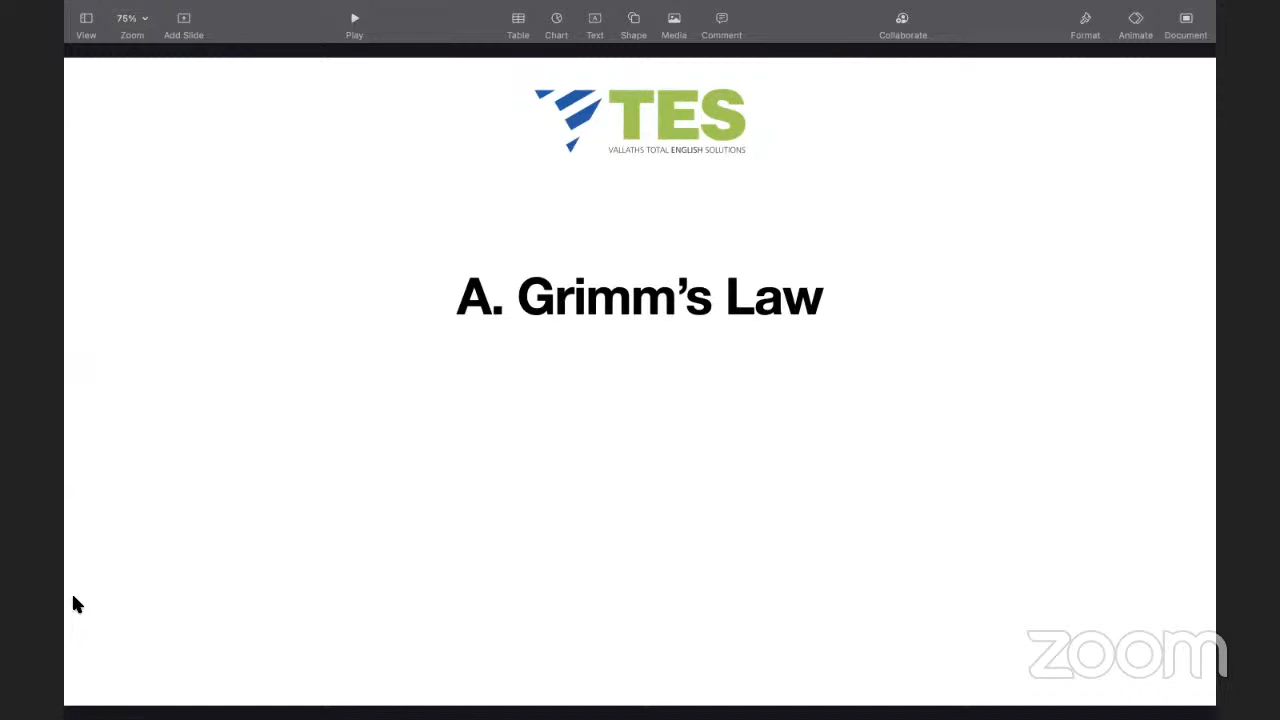 75%
View
Zoom
Add Slide
Play
Table
Chart
Text
Shape
Media
Comment
Collaborate
Format
Animate
Document
TES
VALLATHS TOTAL ENGLISH SOLUTIONS
A. Grimm’s Law
zoom